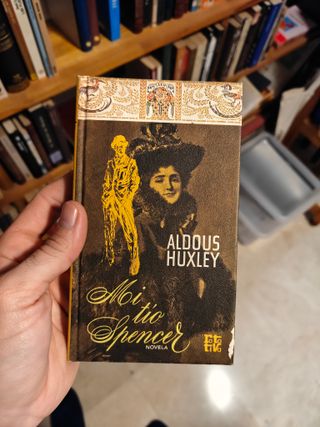 ALDOUS
HUXLEY
Mi
tío
Spencer
NOVELA